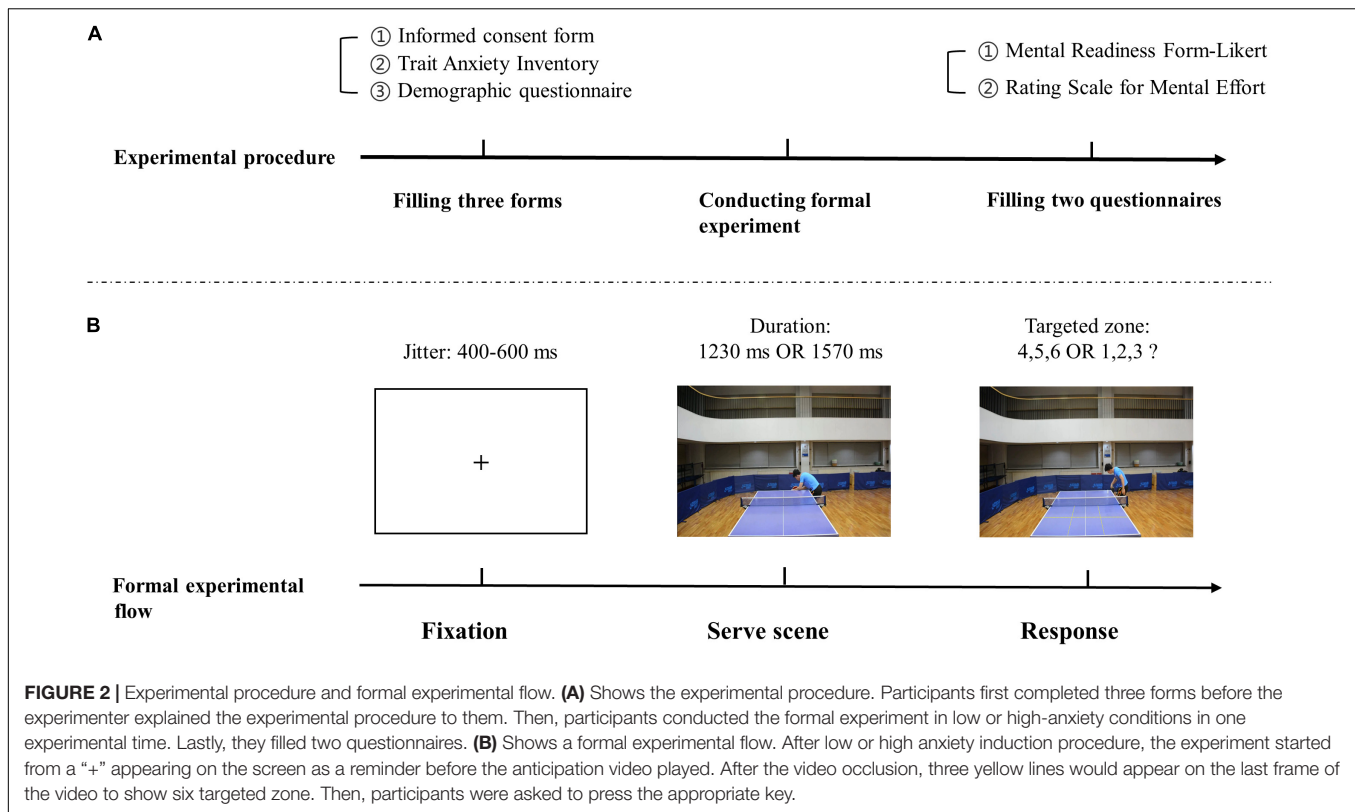 A
① Informed consent form
② Trait Anxiety Inventory
③ Demographic questionnaire
① Mental Readiness Form-Likert
② Rating Scale for Mental Effort
Experimental procedure
Filling three forms
Conducting formal
experiment
Filling two questionnaires
B
Jitter: 400-600 ms
Duration:
1230 ms OR 1570 ms
Targeted zone:
4,5,6 OR 1,2,3 ?
+
Formal experimental
flow
Fixation
Serve scene
Response
FIGURE 2 | Experimental procedure and formal experimental flow. (A) Shows the experimental procedure. Participants first completed three forms before the
experimenter explained the experimental procedure to them. Then, participants conducted the formal experiment in low or high-anxiety conditions in one
experimental time. Lastly, they filled two questionnaires. (B) Shows a formal experimental flow. After low or high anxiety induction procedure, the experiment started
from a “+” appearing on the screen as a reminder before the anticipation video played. After the video occlusion, three yellow lines would appear on the last frame of
the video to show six targeted zone. Then, participants were asked to press the appropriate key.